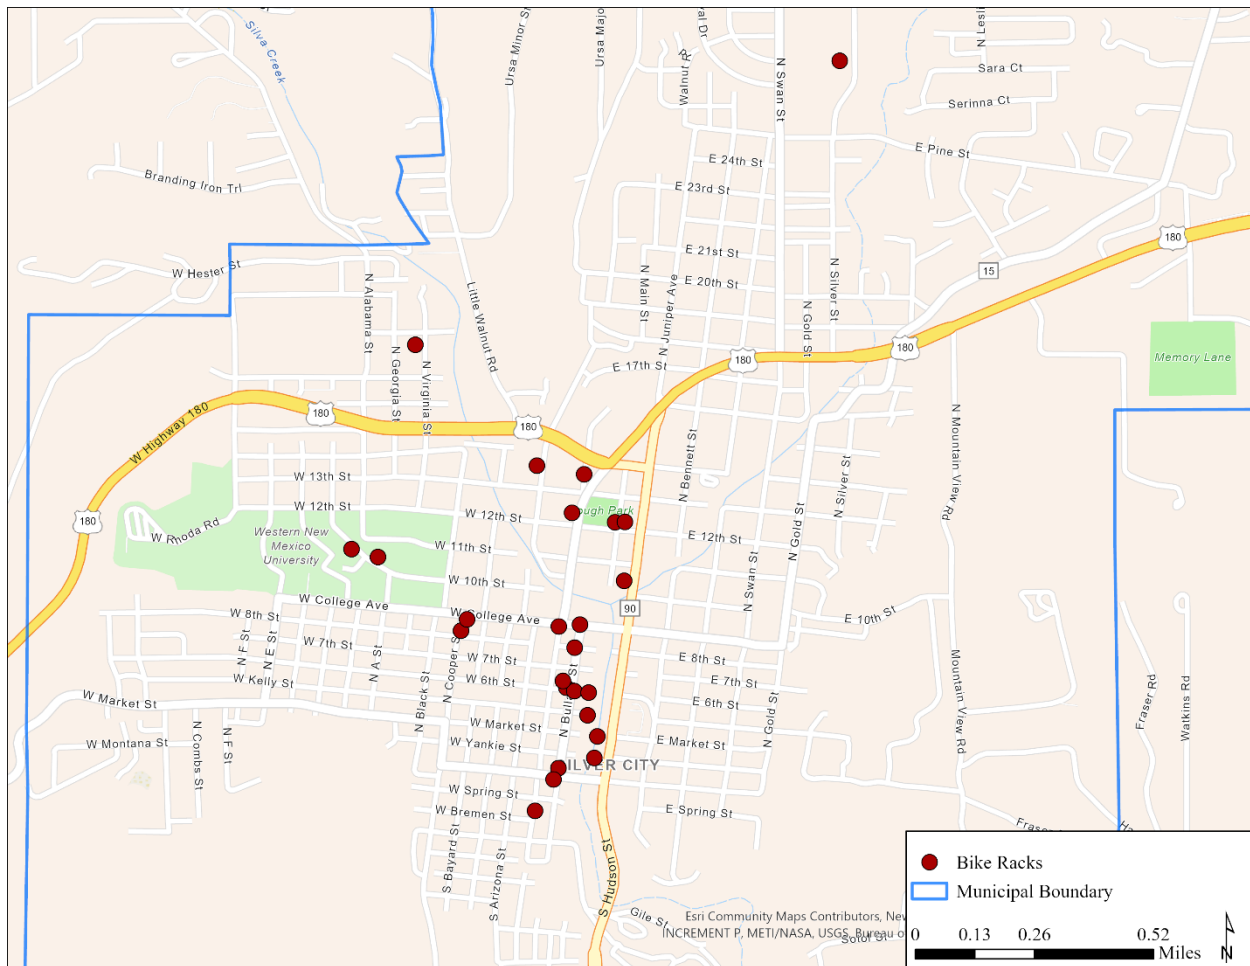 Silva Creek
Ursa Minor St
Ursa Majo
ral Dr
Walnut R
N Swan St
N Lesli
Sara Ct
Serinna Ct
E Pine St
E 24th St
E 23rd St
Branding Iron Trl
180
E 21st St
15
W Hester St
N Alabama St
Little Walnut Rd
N Main St
N Juniper Ave
E 20th St
N Gold St
N Silver St
180
180
Memory Lane
N Georgia St
N Virginia St
E 17th St
180
180
W Highway 180
N Bennett St
N Silver St
N Mountain View Rd
W 13th St
W 12th St
W 12th St
ough Park
180
W Rhoda Rd
Western New
Mexico
University
W 11th St
E 12th St
N Gold St
W 10th St
N Swan St
W College Ave
W College Ave
90
E 10th St
W 8th St
N F St
N E St
W 7th St
N A St
N Cooper S
W 7th St
E 8th St
W Kelly St
W 6th St
E 7th St
W Market St
N Black St
N Bull
St
E 6th St
N Gold St
Mountain View Rd
Fraser Rd
Watkins Rd
W Montana St
N Combs St
N F St
W Market St
W Yankie St
E Market St
ILVER CITY
W Spring St
W Bremen St
E Spring St
Fraser
Ha
S Bayard St
S Arizona St
S Hudson St
Gile St
Sotol St
Esri Community Maps Contributors, New
INCREMENT P, METI/NASA, USGS, Bureau o
Bike Racks
Municipal Boundary
0 0.13 0.26 0.52
Miles
N